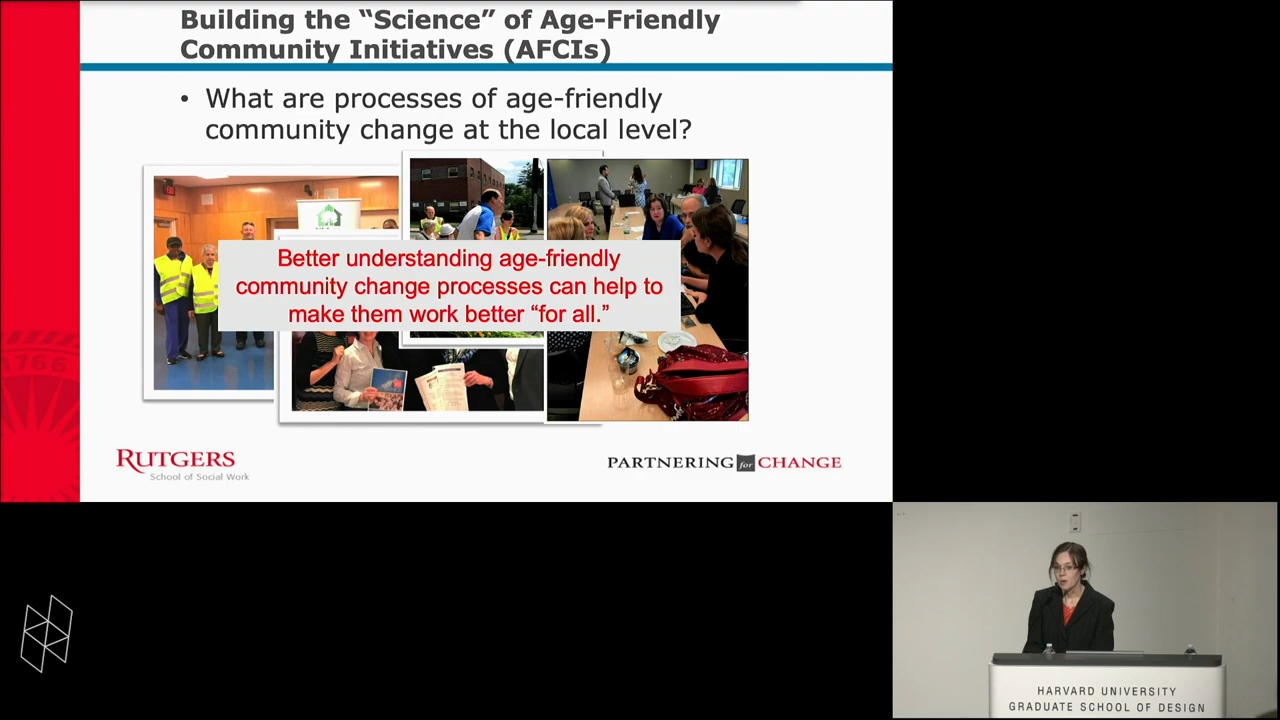 Building the “Science” of Age-Friendly
Community Initiatives (AFCIs)
• What are processes of age-friendly
community change at the local level?
Better understanding age-friendly
community change processes can help to
make them work better “for all.”
1766
RUTGERS
School of Social Work
PARTNERING for CHANGE
HARVARD UNIVERSITY
GRADUATE SCHOOL OF DESIGN